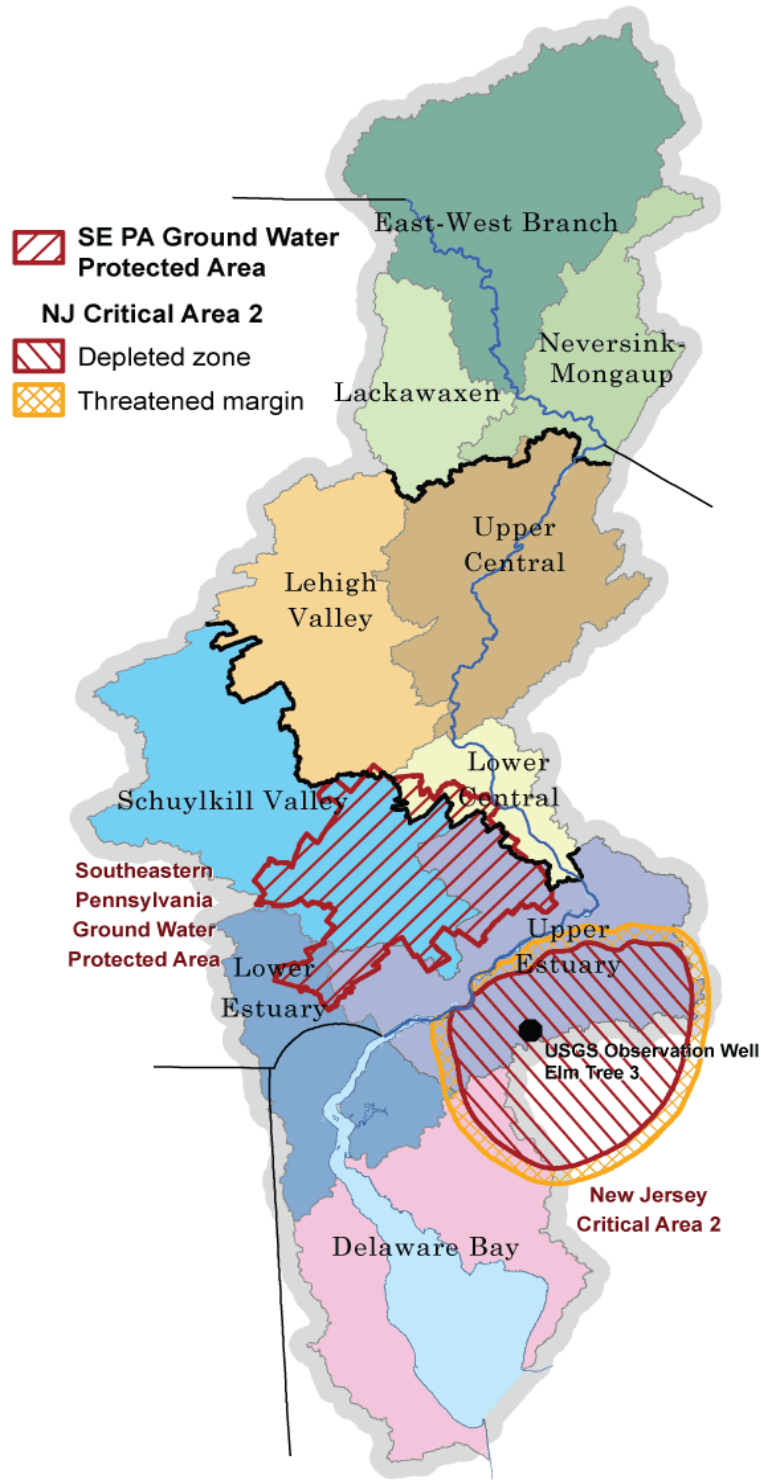 East-West Branch
SE PA Ground Water
Protected Area
NJ Critical Area 2
Depleted zone
Threatened margin
Neversink-
Mongaup
Lackawaxen
Upper
Central
Lehigh
Valley
Lower
Central
Schuylkill Valley
Southeastern
Pennsylvania
Ground Water
Protected Area
Upper
Estuary
Lower
Estuary
USGS Observation Well
Elm Tree 3
New Jersey
Critical Area 2
Delaware Bay